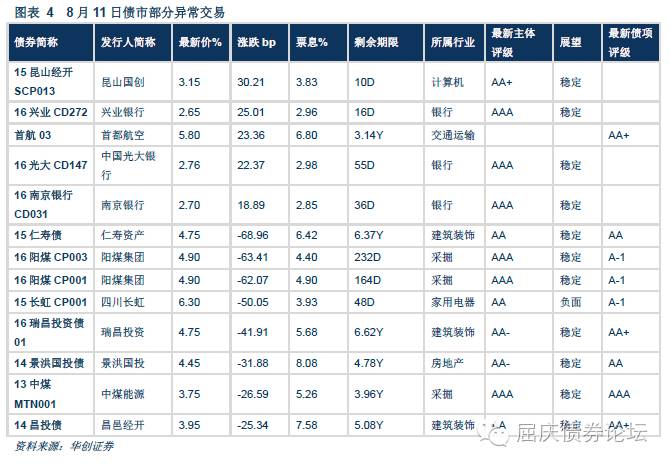 图表 4 8 月 11 日债市部分异常交易
债券简称 发行人简称 最新价% 涨跌 bp 票息% 剩余期限 所属行业 最新主体评级 展望 最新债项评级
15 昆山经开 SCP013 昆山国创 3.15 30.21 3.83 10D 计算机 AA+ 稳定
16 兴业 CD272 兴业银行 2.65 25.01 2.96 16D 银行 AAA 稳定
首航 03 首都航空 5.80 23.36 6.80 3.14Y 交通运输 AA+
16 光大 CD147 中国光大银行 2.76 22.37 2.98 55D 银行 AAA 稳定
16 南京银行 CD031 南京银行 2.70 18.89 2.85 36D 银行 AAA 稳定
15 仁寿债 仁寿资产 4.75 -68.96 6.42 6.37Y 建筑装饰 AA 稳定 AA
16 阳煤 CP003 阳煤集团 4.90 -63.41 4.40 232D 采掘 AAA 稳定 A-1
16 阳煤 CP001 阳煤集团 4.90 -62.07 4.90 164D 采掘 AAA 稳定 A-1
15 长虹 CP001 四川长虹 6.30 -50.05 3.93 48D 家用电器 AA 负面 A-1
16 瑞昌投资债 01 瑞昌投资 4.75 -41.91 5.68 6.62Y 建筑装饰 AA- 稳定 AA+
14 景洪国投债 景洪国投 4.45 -31.88 8.08 4.78Y 房地产 AA- 稳定 AA
13 中煤 MTN001 中煤能源 3.75 -26.59 5.26 3.96Y 采掘 AAA 稳定 AAA
14 昌投债 昌邑经开 3.95 -25.34 7.58 5.08Y 建筑装饰 AA 稳定 AA+
资料来源：华创证券
屈庆债券论坛